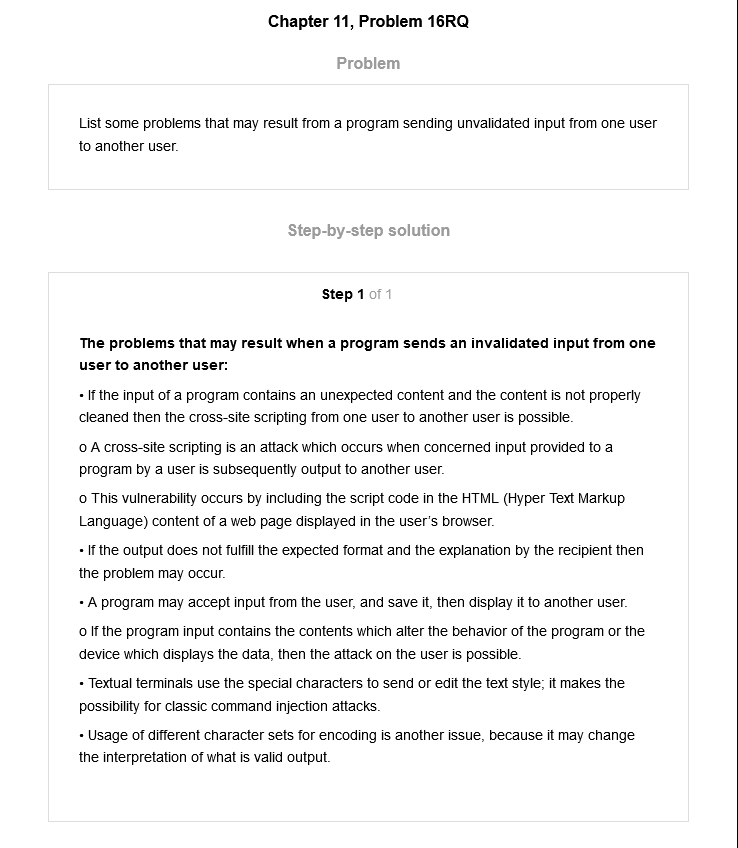 Chapter 11, Problem 16RQ
Problem
List some problems that may result from a program sending unvalidated input from one user
to another user.
Step-by-step solution
Step 1 of 1
The problems that may result when a program sends an invalidated input from one
user to another user:
• If the input of a program contains an unexpected content and the content is not properly
cleaned then the cross-site scripting from one user to another user is possible.
o A cross-site scripting is an attack which occurs when concerned input provided to a
program by a user is subsequently output to another user.
o This vulnerability occurs by including the script code in the HTML (Hyper Text Markup
Language) content of a web page displayed in the user's browser.
• If the output does not fulfill the expected format and the explanation by the recipient then
the problem may occur.
• A program may accept input from the user, and save it, then display it to another user.
o If the program input contains the contents which alter the behavior of the program or the
device which displays the data, then the attack on the user is possible.
• Textual terminals use the special characters to send or edit the text style; it makes the
possibility for classic command injection attacks.
• Usage of different character sets for encoding is another issue, because it may change
the interpretation of what is valid output.